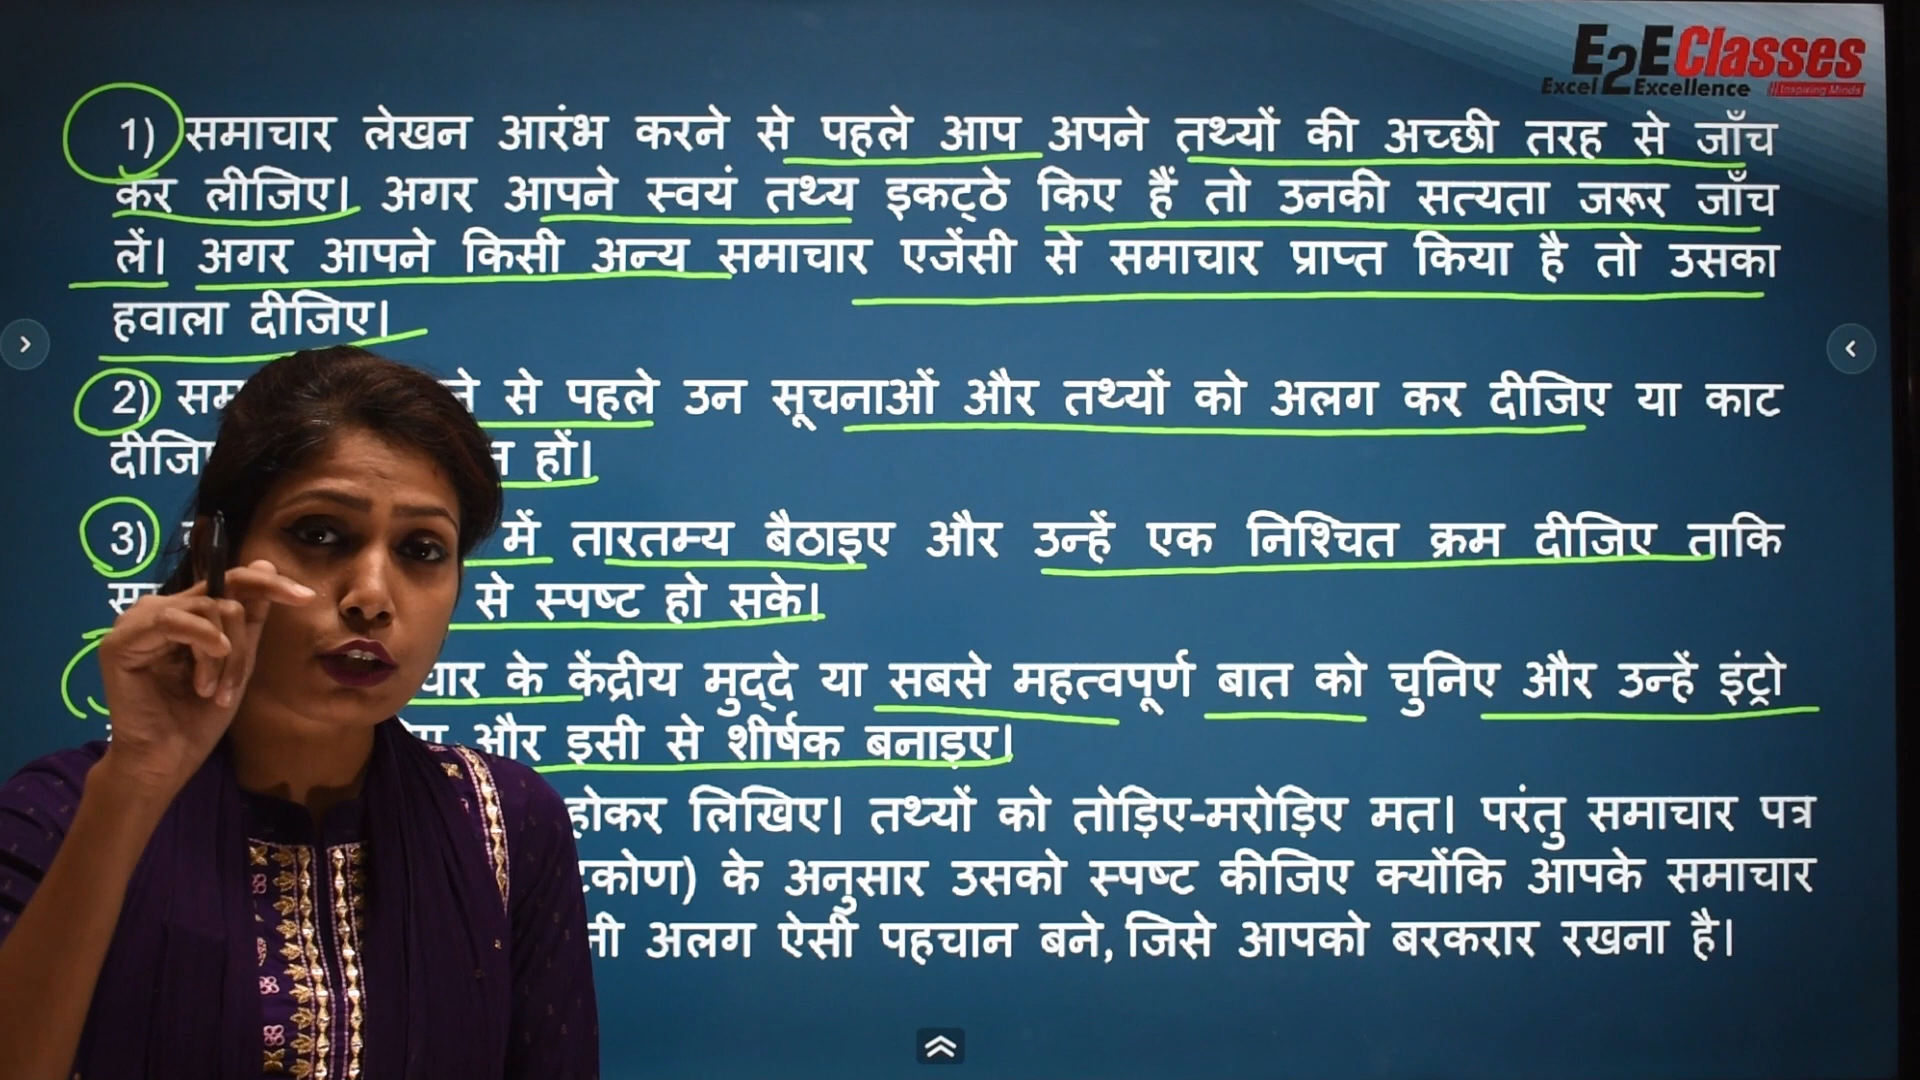 E2E Classes
Excel 2 Excellence Inspiring Minds
1) समाचार लेखन आरंभ करने से पहले आप अपने तथ्यों की अच्छी तरह से जाँच
कर लीजिए। अगर आपने स्वयं तथ्य इकट्ठे किए हैं तो उनकी सत्यता जरूर जाँच
लें। अगर आपने किसी अन्य समाचार एजेंसी से समाचार प्राप्त किया है तो उसका
हवाला दीजिए।
2) से पहले उन सूचनाओं और तथ्यों को अलग कर दीजिए या काट
हों।
3) में तारतम्य बैठाइए और उन्हें एक निश्चित क्रम दीजिए ताकि
से स्पष्ट हो सके।
के केंद्रीय मुद्दे या सबसे महत्वपूर्ण बात को चुनिए और उन्हें इंट्रो
और इसी से शीर्षक बनाइए।
होकर लिखिए। तथ्यों को तोड़िए-मरोड़िए मत। परंतु समाचार पत्र
के अनुसार उसको स्पष्ट कीजिए क्योंकि आपके समाचार
अलग ऐसी पहचान बने, जिसे आपको बरकरार रखना है।